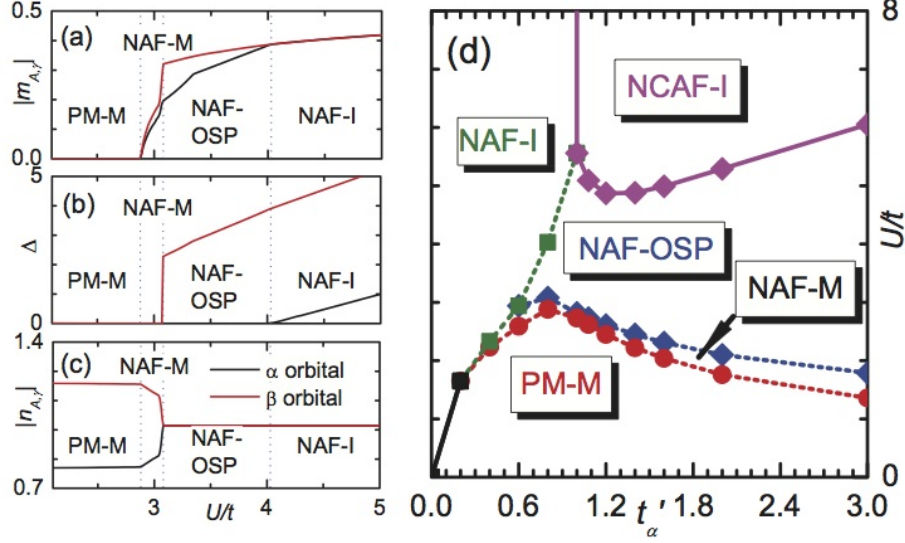 0.5
(a)
NAF-M
|m_{A,γ}|
PM-M
NAF-
OSP
NAF-I
0.0
5
(b)
NAF-M
Δ
PM-M
NAF-
OSP
NAF-I
0
1.4
(c)
NAF-M
α orbital
β orbital
|n_{A,γ}|
PM-M
NAF-
OSP
NAF-I
0.7
3
U/t
4
5
(d)
8
NCAF-I
NAF-I
U/t
NAF-OSP
NAF-M
PM-M
0
0.0
0.6
1.2
t_α'
1.8
2.4
3.0